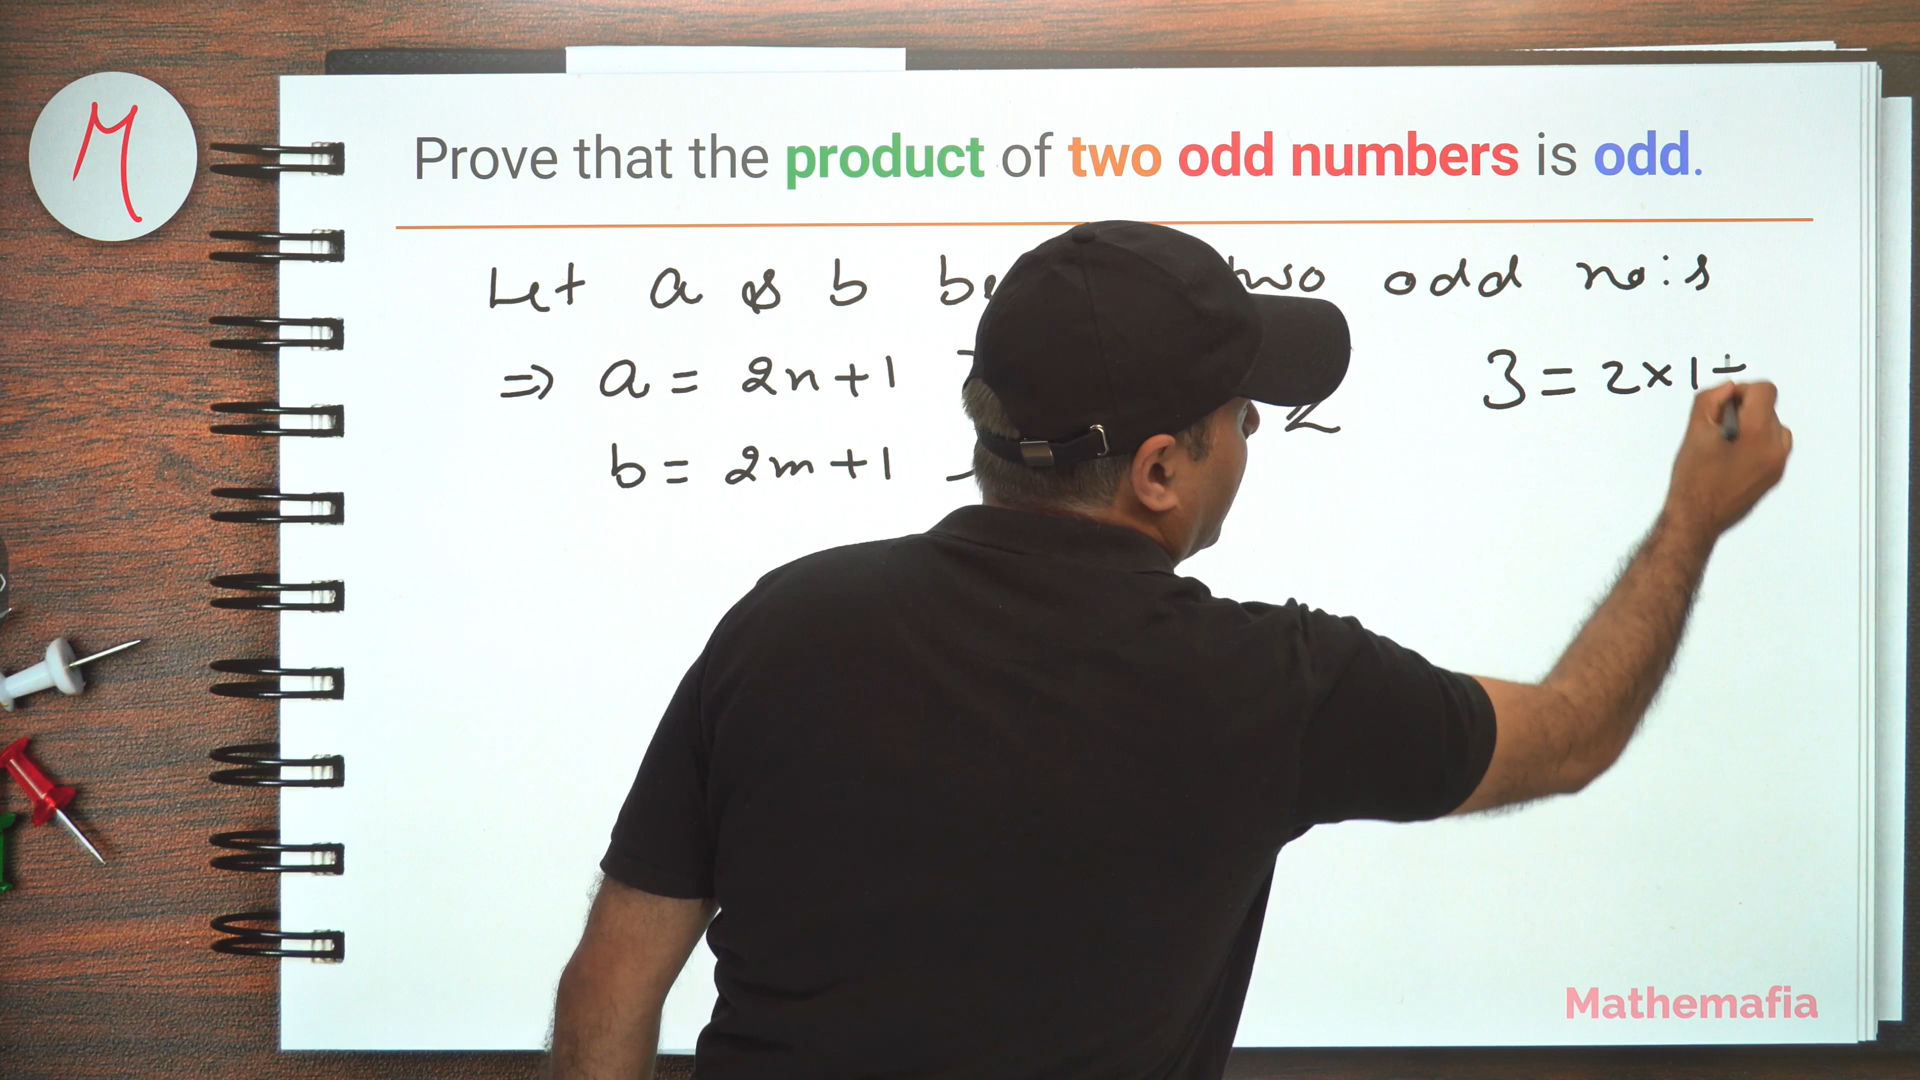 M
Prove that the product of two odd numbers is odd.
Let a & b two odd no:s
⇒ a = 2n+1 3 = 2×1+
b = 2m+1
Mathemafia